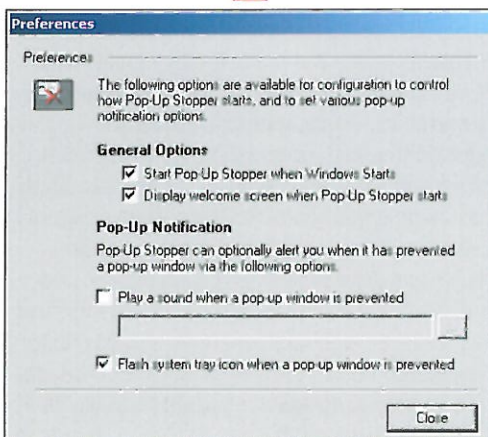 Preferences
Preferences
The following options are available for configuration to control
how Pop-Up Stopper starts, and to set various pop-up
notification options.
General Options
Start Pop-Up Stopper when Windows Starts
Display welcome screen when Pop-Up Stopper starts
Pop-Up Notification
Pop-Up Stopper can optionally alert you when it has prevented
a pop-up window via the following options.
Play a sound when a pop-up window is prevented
Flash system tray icon when a pop-up window is prevented
Close